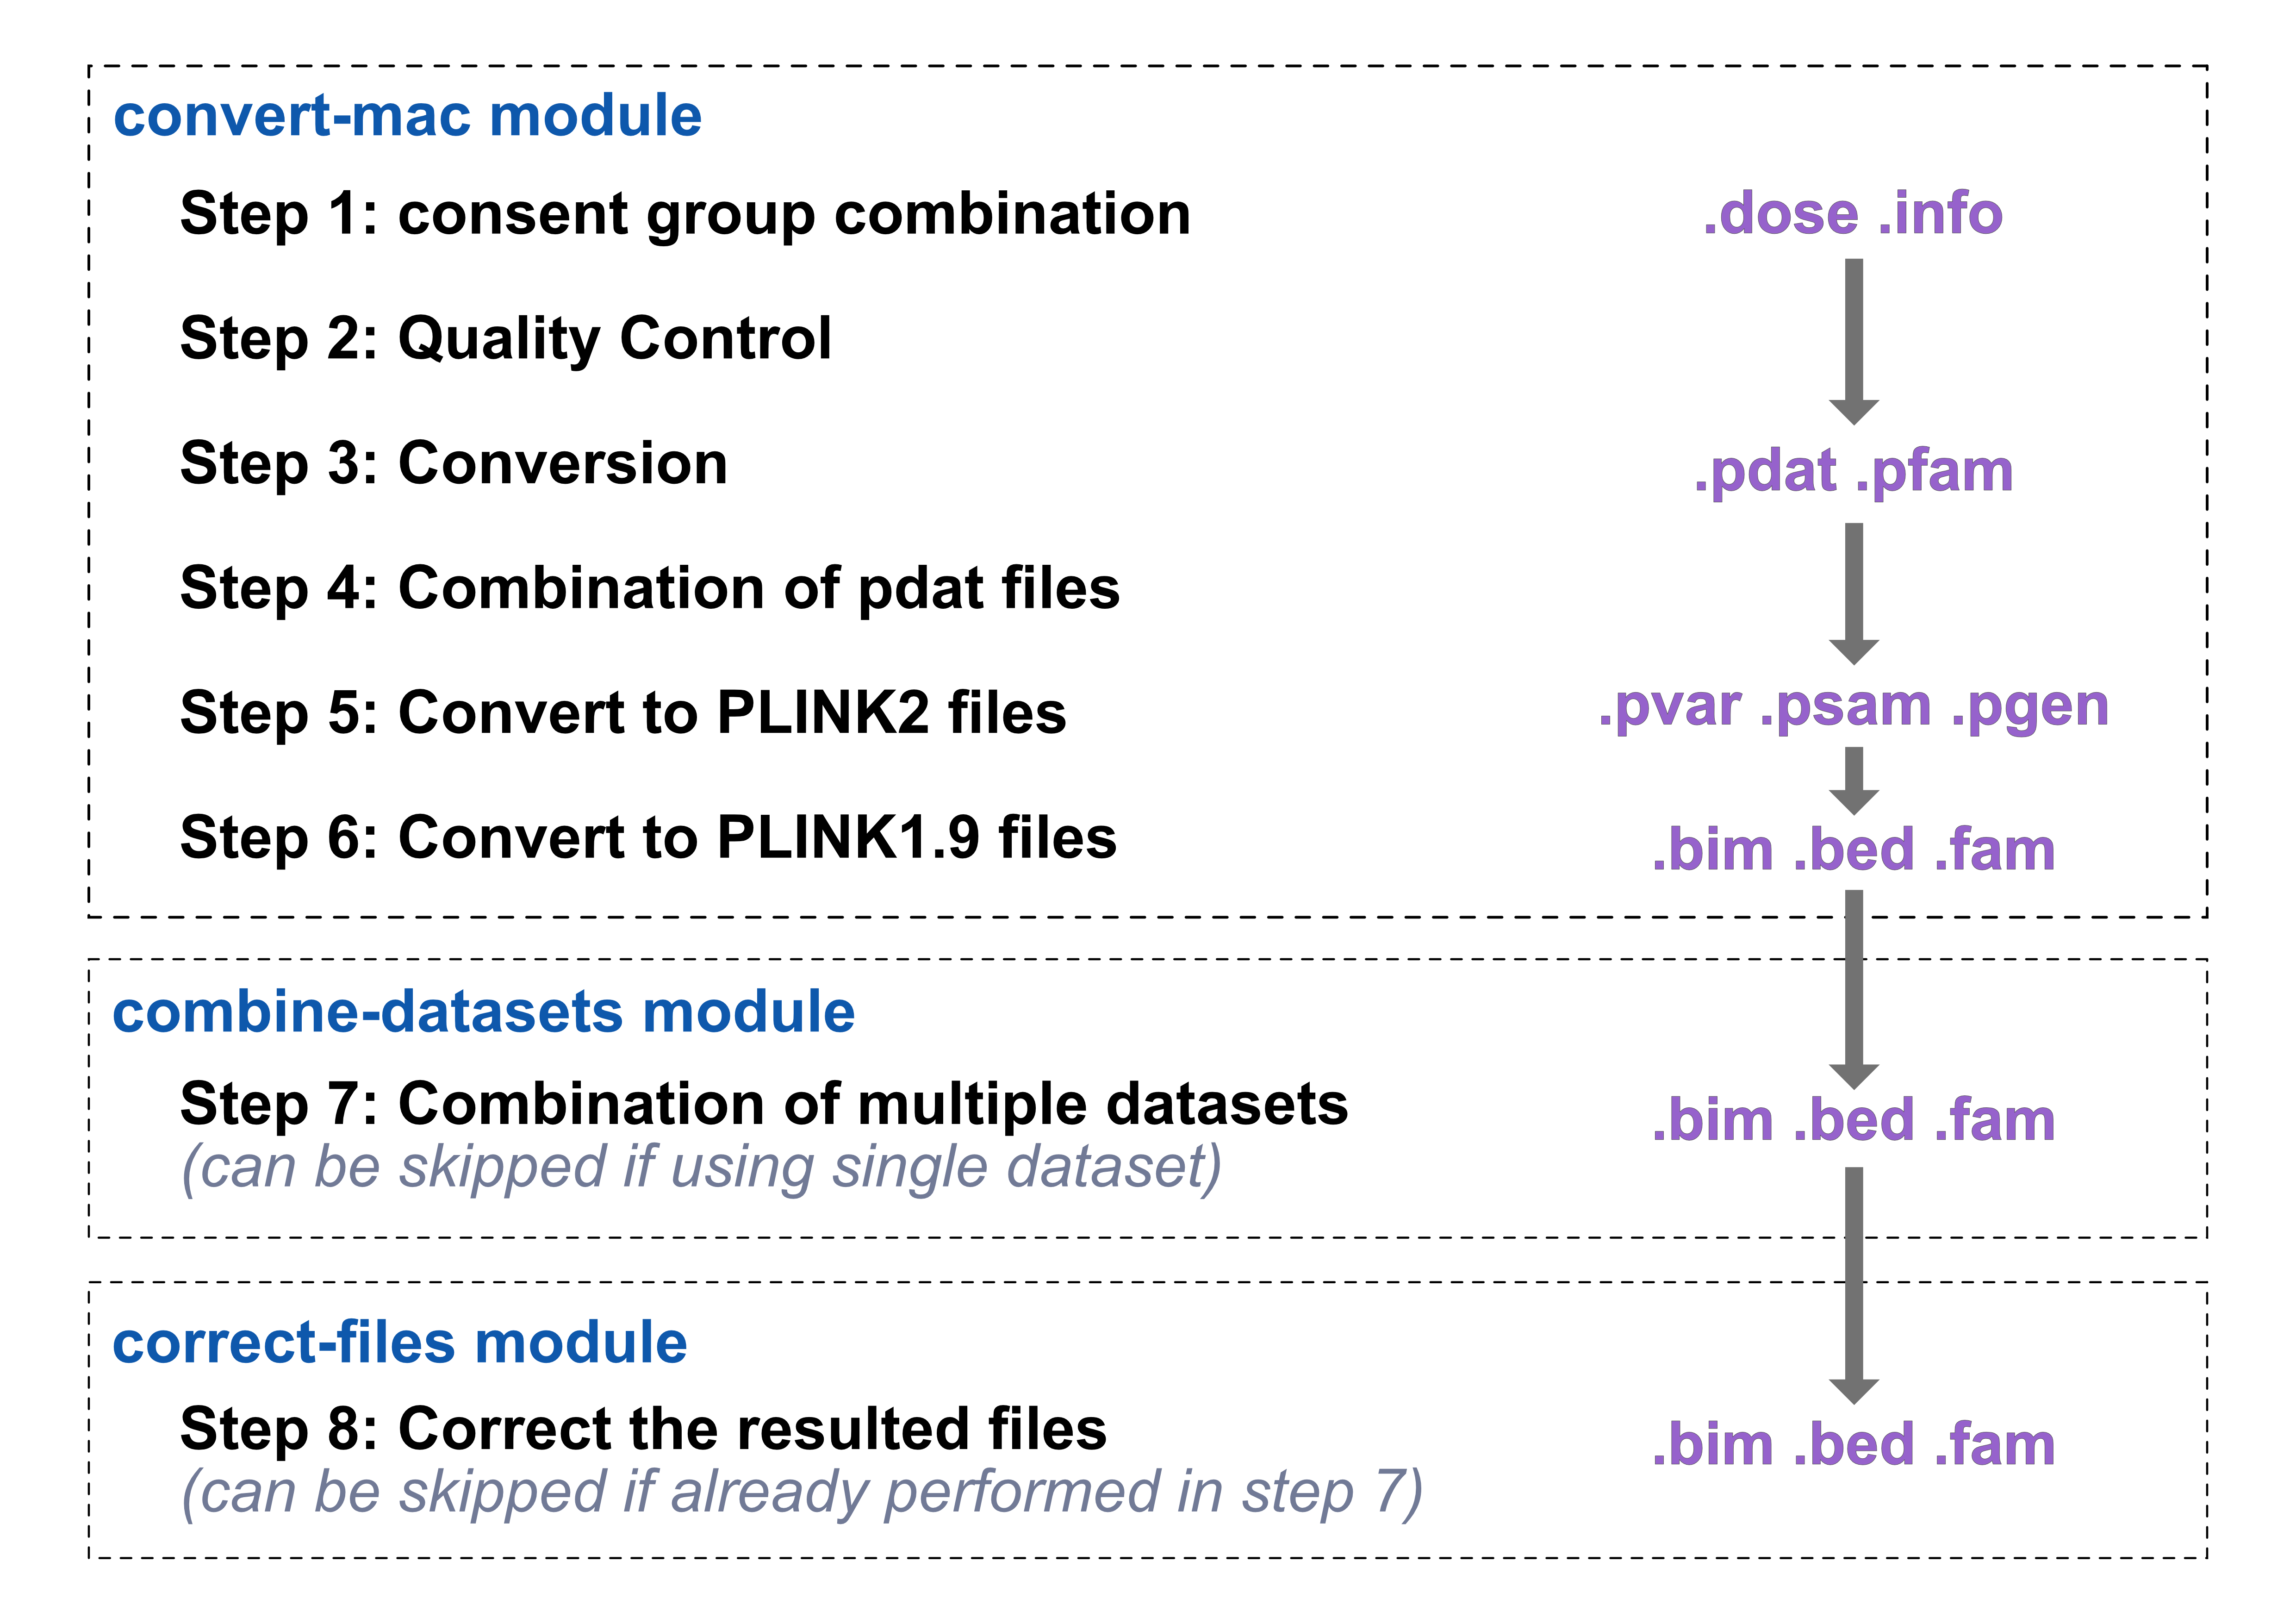 convert-mac module
Step 1: consent group combination
.dose .info
Step 2: Quality Control
Step 3: Conversion
.pdat .pfam
Step 4: Combination of pdat files
Step 5: Convert to PLINK2 files
.pvar .psam .pgen
Step 6: Convert to PLINK1.9 files
.bim .bed .fam
combine-datasets module
Step 7: Combination of multiple datasets
.bim .bed .fam
(can be skipped if using single dataset)
correct-files module
Step 8: Correct the resulted files
.bim .bed .fam
(can be skipped if already performed in step 7)